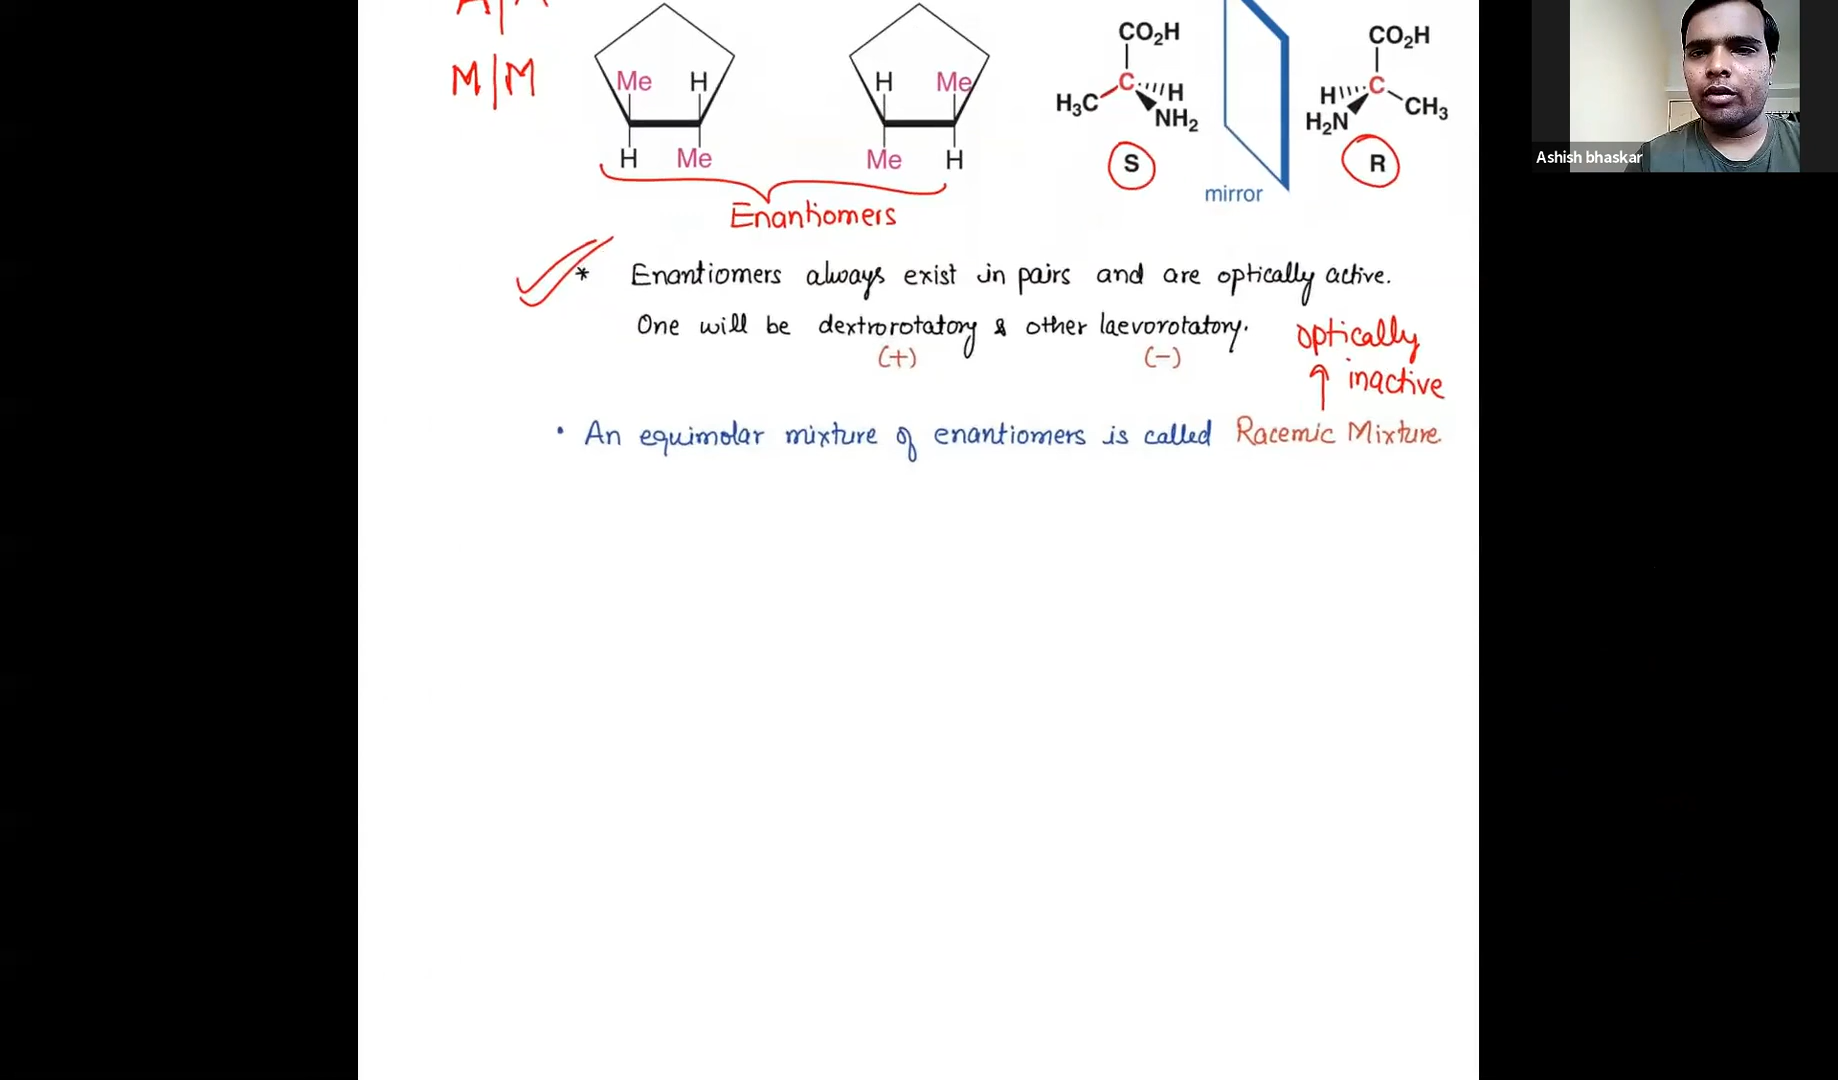 M|M
Me H
H Me
H Me
Me H
CO₂H
H₃C C H
NH₂
S
mirror
CO₂H
H C CH₃
H₂N
R
Enantiomers
Ashish bhaskar
* Enantiomers always exist in pairs and are optically active.
One will be dextrorotatory & other laevorotatory.
(+) (−)
optically
↑ inactive
• An equimolar mixture of enantiomers is called Racemic Mixture.